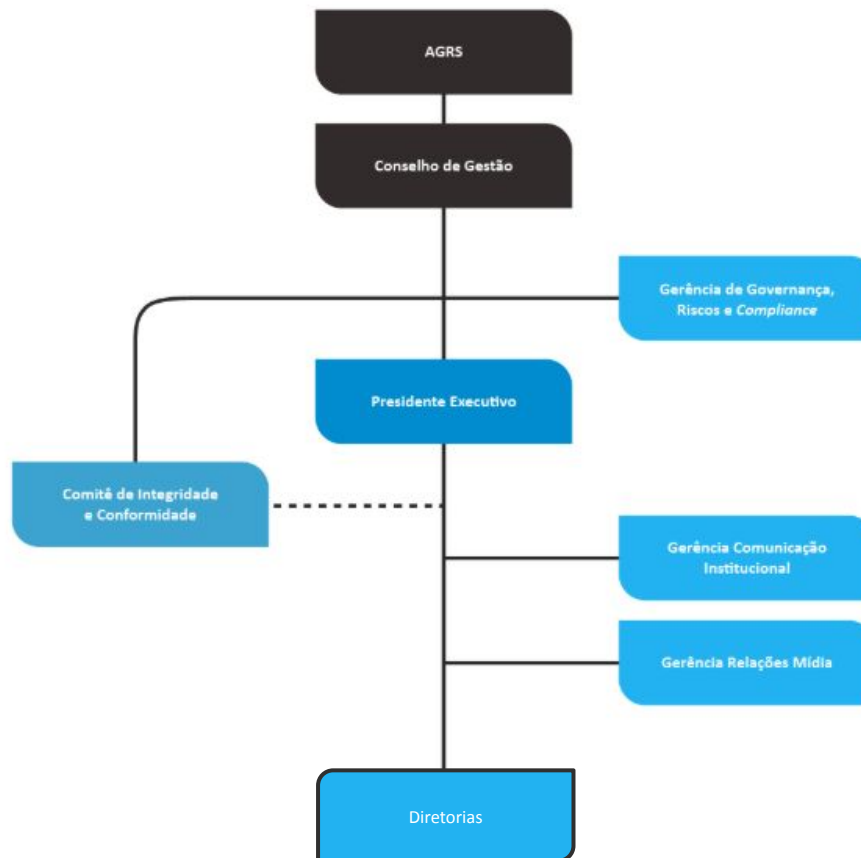 AGRS
Conselho de Gestão
Gerência de Governança,
Riscos e Compliance
Presidente Executivo
Comitê de Integridade
e Conformidade
Gerência Comunicação
Institucional
Gerência Relações Mídia
Diretorias